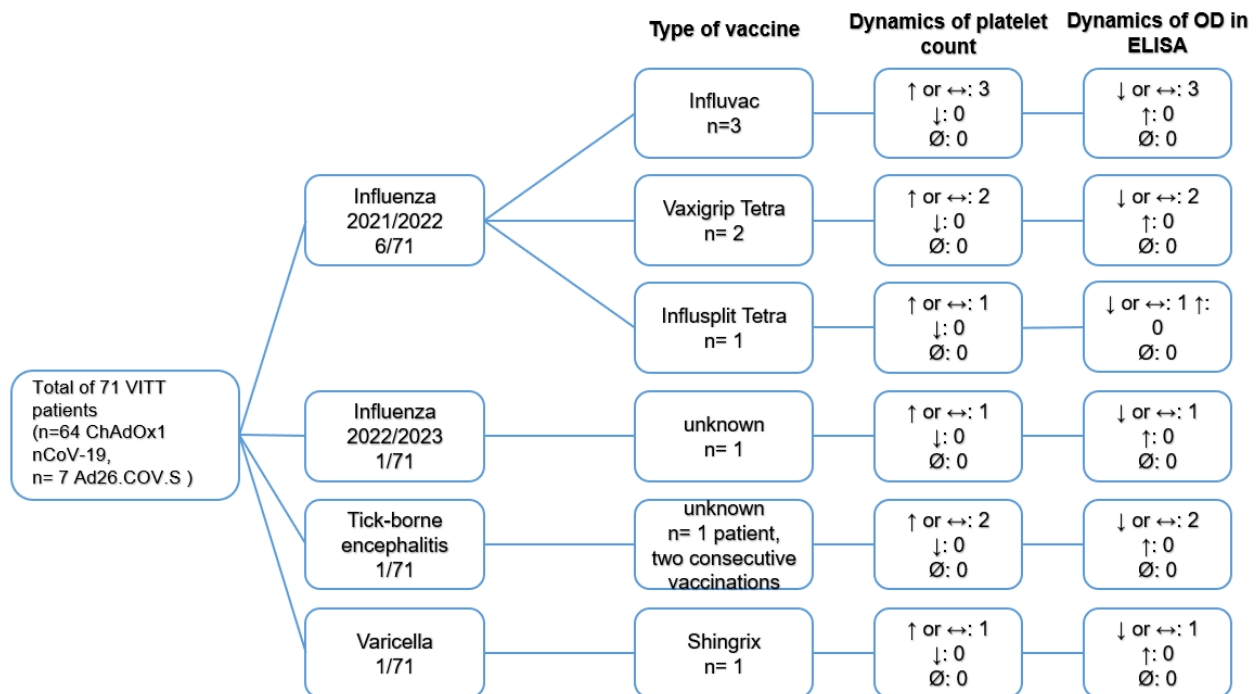 Type of vaccine
Dynamics of platelet
count
Dynamics of OD in
ELISA
Influvac
n=3
↑ or ↔: 3
↓: 0
Ø: 0
↓ or ↔: 3
↑: 0
Ø: 0
Influenza
2021/2022
6/71
Vaxigrip Tetra
n= 2
↑ or ↔: 2
↓: 0
Ø: 0
↓ or ↔: 2
↑: 0
Ø: 0
Influsplit Tetra
n= 1
↑ or ↔: 1
↓: 0
Ø: 0
↓ or ↔: 1 ↑:
0
Ø: 0
Total of 71 VITT
patients
(n=64 ChAdOx1
nCoV-19,
n= 7 Ad26.COV.S )
Influenza
2022/2023
1/71
unknown
n= 1
↑ or ↔: 1
↓: 0
Ø: 0
↓ or ↔: 1
↑: 0
Ø: 0
Tick-borne
encephalitis
1/71
unknown
n= 1 patient,
two consecutive
vaccinations
↑ or ↔: 2
↓: 0
Ø: 0
↓ or ↔: 2
↑: 0
Ø: 0
Varicella
1/71
Shingrix
n= 1
↑ or ↔: 1
↓: 0
Ø: 0
↓ or ↔: 1
↑: 0
Ø: 0